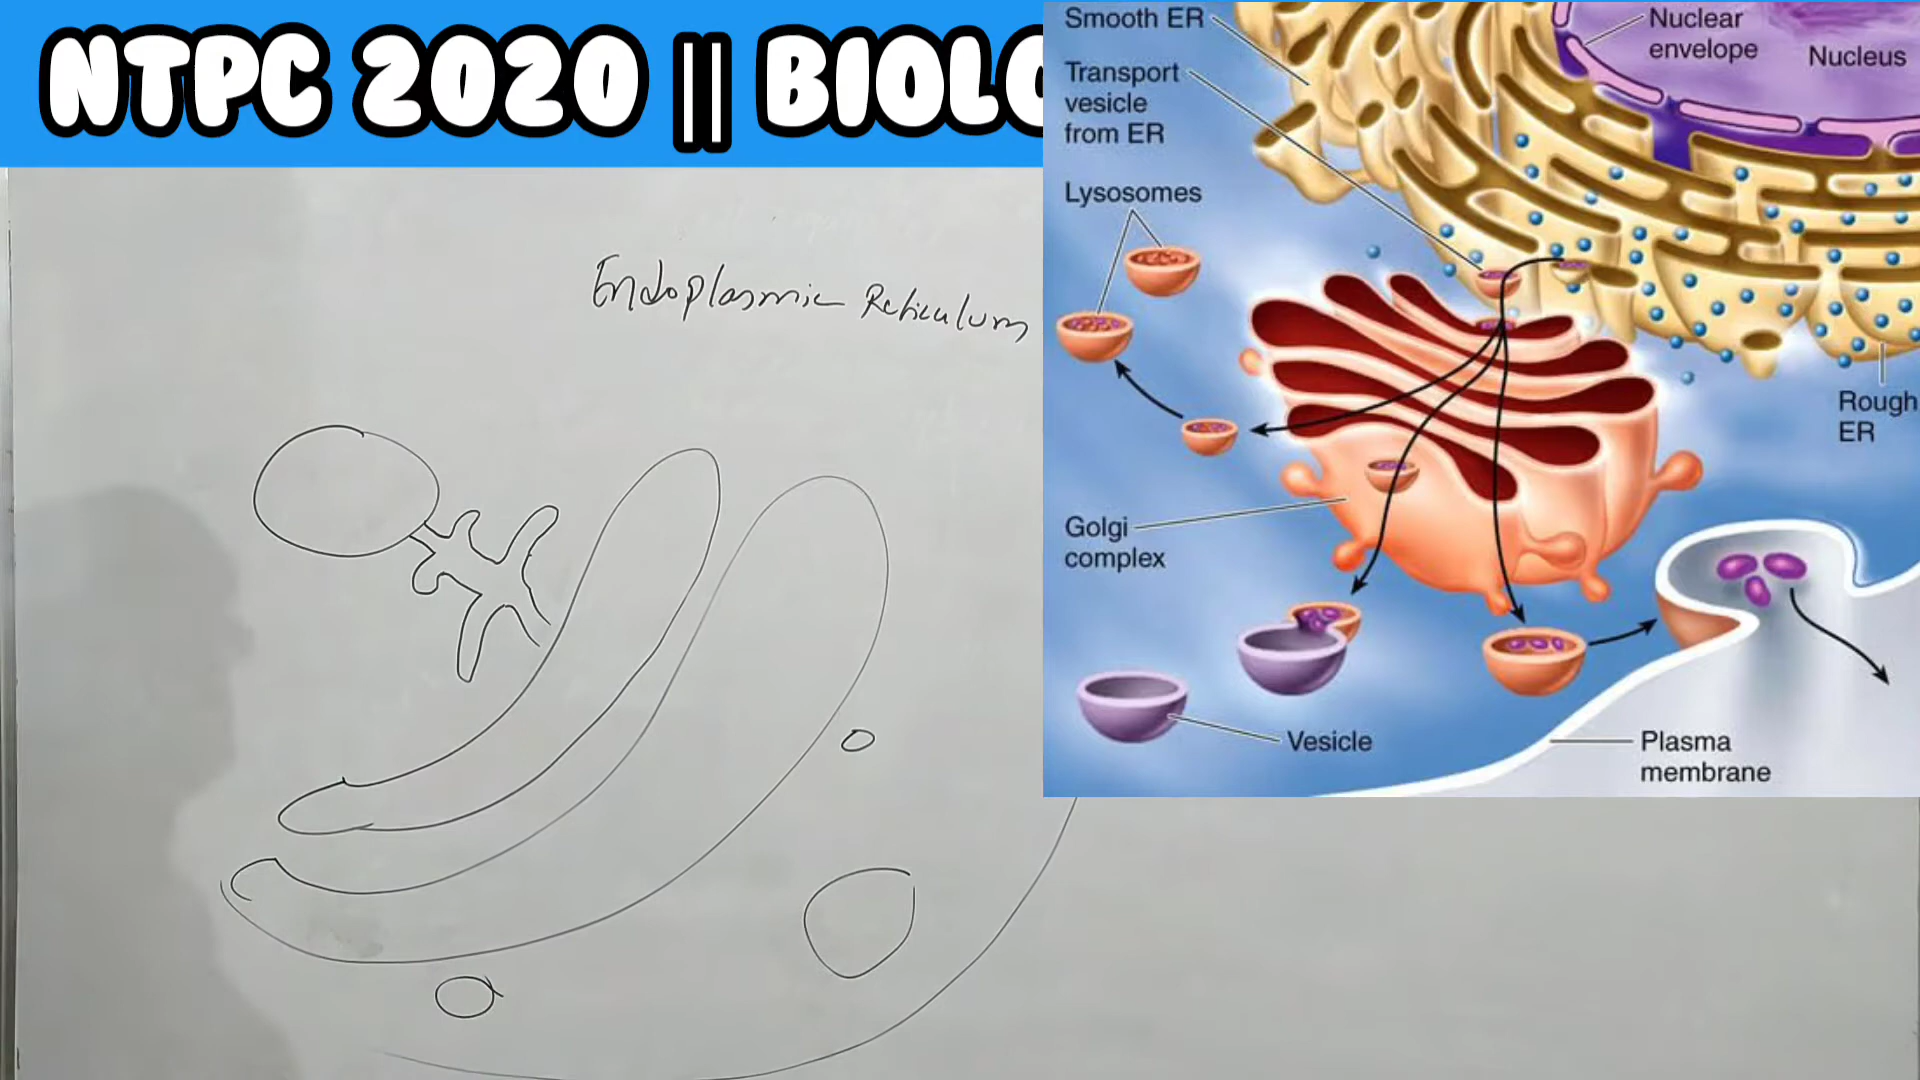 NTPC 2020 || BIOLO
Endoplasmic Reticulum
Smooth ER
Transport
vesicle
from ER
Lysosomes
Nuclear
envelope
Nucleus
Rough
ER
Golgi
complex
Vesicle
Plasma
membrane